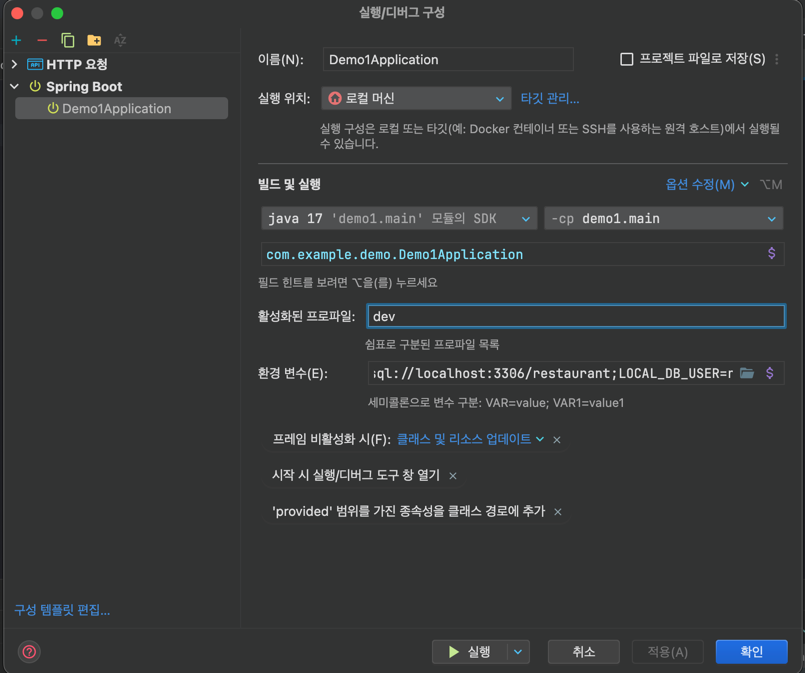 실행/디버그 구성
AZ
API HTTP 요청
Spring Boot
Demo1Application
이름(N): Demo1Application 프로젝트 파일로 저장(S)
실행 위치: 로컬 머신 타깃 관리...
실행 구성은 로컬 또는 타깃(예: Docker 컨테이너 또는 SSH를 사용하는 원격 호스트)에서 실행될
수 있습니다.
빌드 및 실행 옵션 수정(M) ⌥M
java 17 'demo1.main' 모듈의 SDK -cp demo1.main
com.example.demo.Demo1Application $
필드 힌트를 보려면 ⌥을(를) 누르세요
활성화된 프로파일: dev
쉼표로 구분된 프로파일 목록
환경 변수(E): sql://localhost:3306/restaurant;LOCAL_DB_USER=r $
세미콜론으로 변수 구분: VAR=value; VAR1=value1
프레임 비활성화 시(F): 클래스 및 리소스 업데이트 ×
시작 시 실행/디버그 도구 창 열기 ×
'provided' 범위를 가진 종속성을 클래스 경로에 추가 ×
구성 템플릿 편집...
? 실행 취소 적용(A) 확인